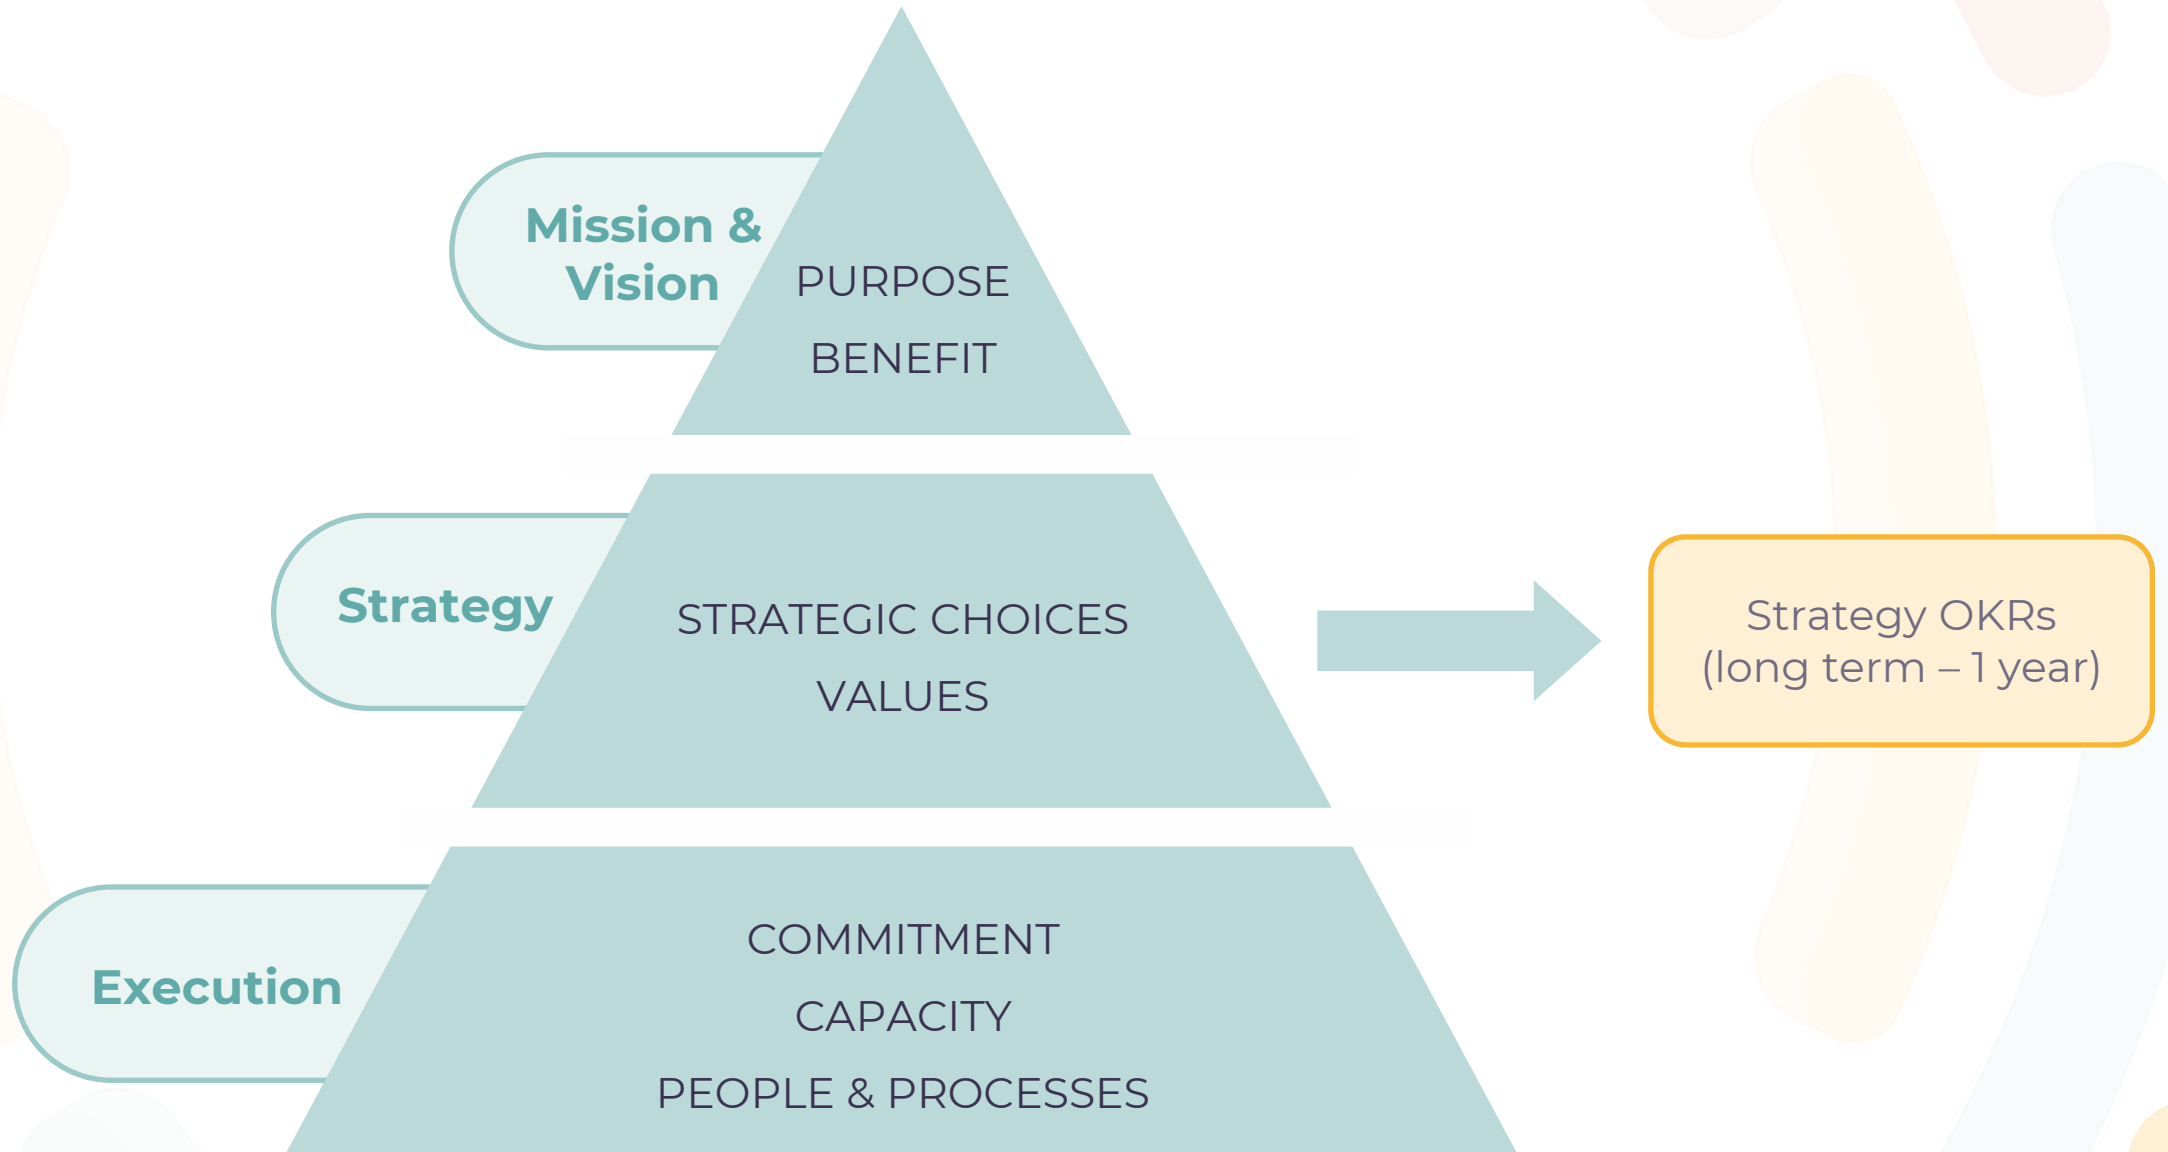 Mission &
Vision
PURPOSE
BENEFIT
Strategy
STRATEGIC CHOICES
VALUES
Strategy OKRs
(long term – 1 year)
Execution
COMMITMENT
CAPACITY
PEOPLE & PROCESSES